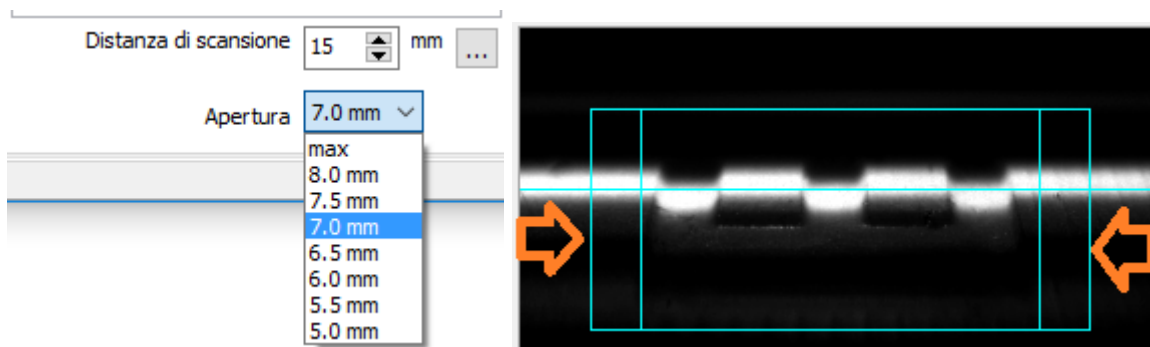 Distanza di scansione 15 mm ...
Apertura 7.0 mm
max
8.0 mm
7.5 mm
7.0 mm
6.5 mm
6.0 mm
5.5 mm
5.0 mm